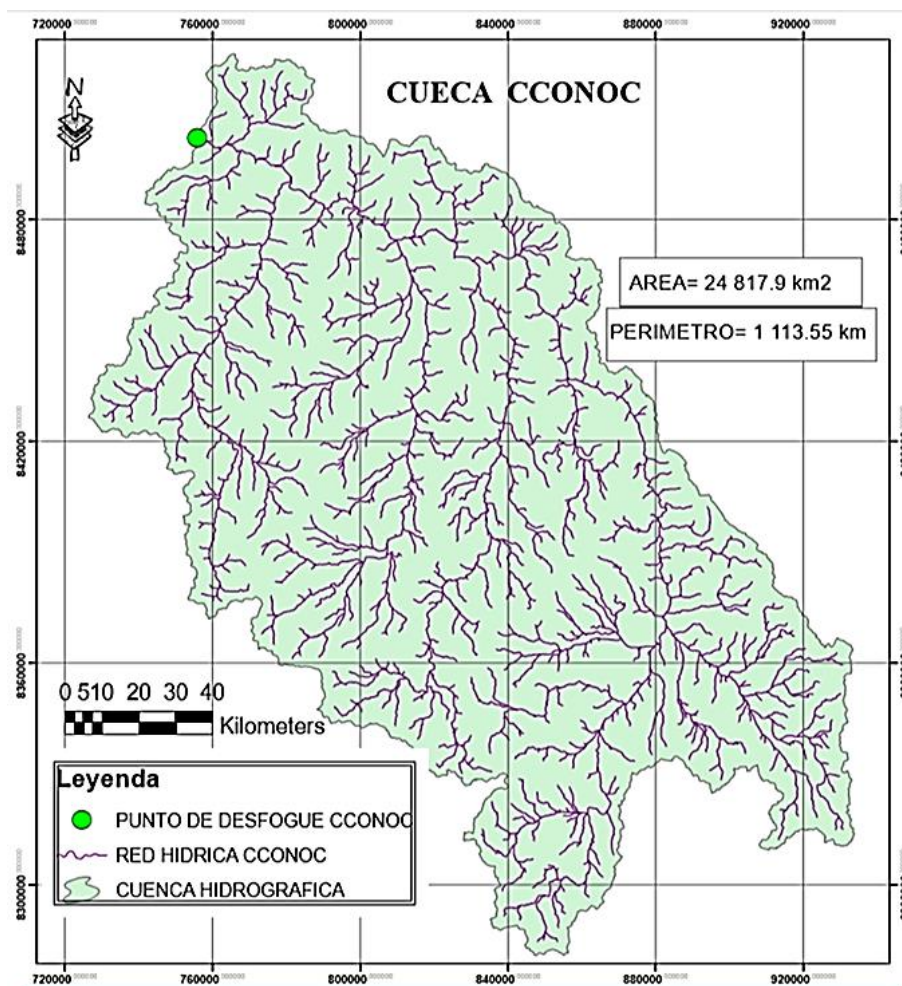 720000 760000 800000 840000 880000 920000
N
CUECA CCONOC
8480000
AREA= 24 817.9 km2
PERIMETRO= 1 113.55 km
8420000
8360000
0 5 10 20 30 40
Kilometers
Leyenda
PUNTO DE DESFOGUE CCONOC
RED HIDRICA CCONOC
CUENCA HIDROGRAFICA
8300000
720000 760000 800000 840000 880000 920000